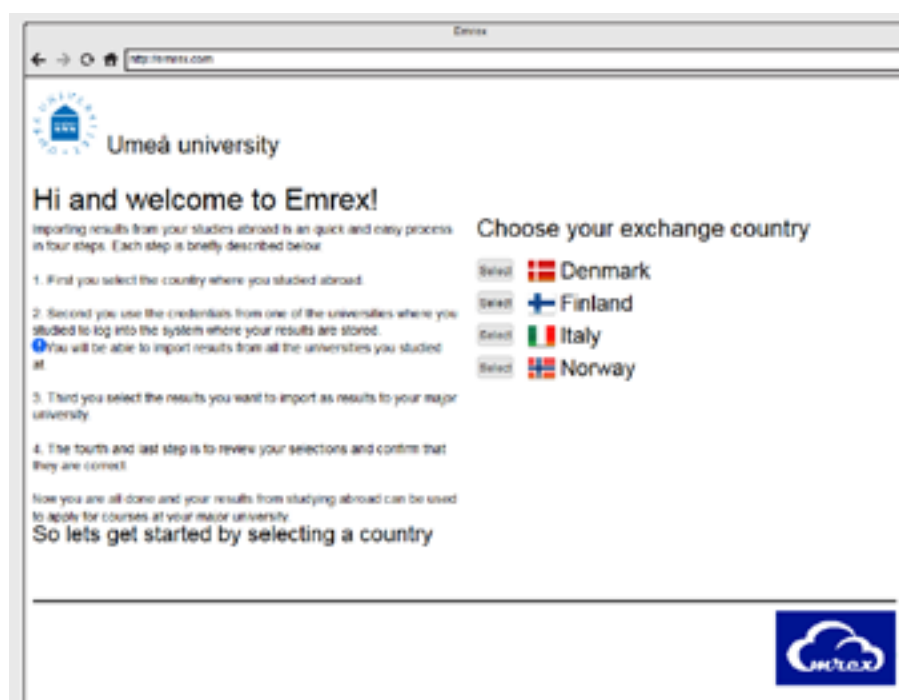 Emrex
http://emrex.com
Umeå university
Hi and welcome to Emrex!
Importing results from your studies abroad is an quick and easy process
in four steps. Each step is briefly described below.
1. First you select the country where you studied abroad.
2. Second you use the credentials from one of the universities where you
studied to log into the system where your results are stored.
You will be able to import results from all the universities you studied
at.
3. Third you select the results you want to import as results to your major
university.
4. The fourth and last step is to review your selections and confirm that
they are correct.
Now you are all done and your results from studying abroad can be used
to apply for courses at your major university.
So lets get started by selecting a country
Choose your exchange country
Select Denmark
Select Finland
Select Italy
Select Norway
emrex